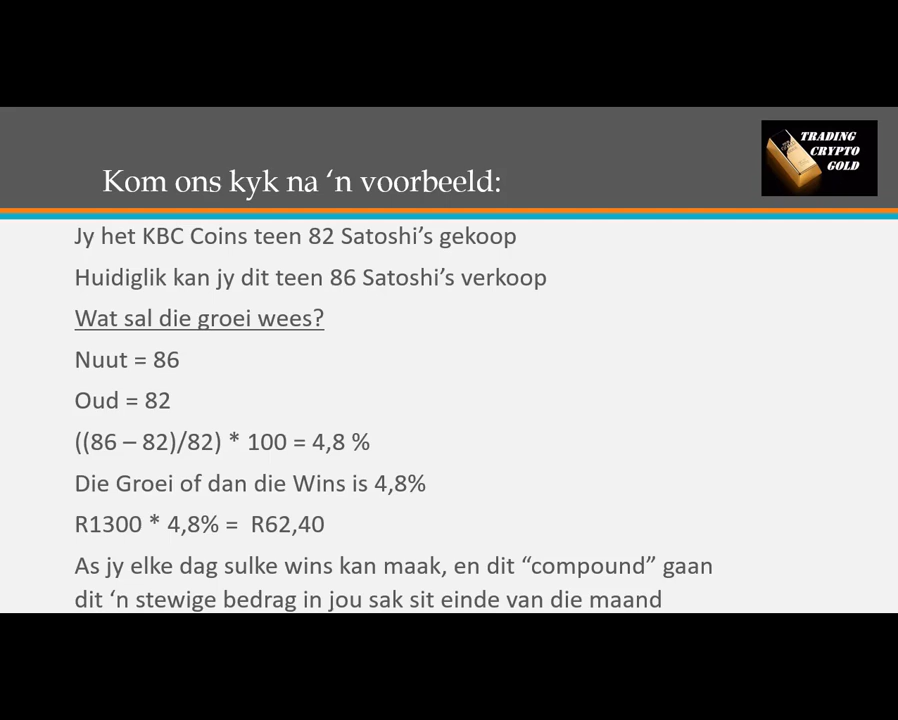 TRADING
CRYPTO
GOLD
Kom ons kyk na ‘n voorbeeld:
Jy het KBC Coins teen 82 Satoshi’s gekoop
Huidiglik kan jy dit teen 86 Satoshi’s verkoop
Wat sal die groei wees?
Nuut = 86
Oud = 82
((86 – 82)/82) * 100 = 4,8 %
Die Groei of dan die Wins is 4,8%
R1300 * 4,8% =  R62,40
As jy elke dag sulke wins kan maak, en dit “compound” gaan
dit ‘n stewige bedrag in jou sak sit einde van die maand